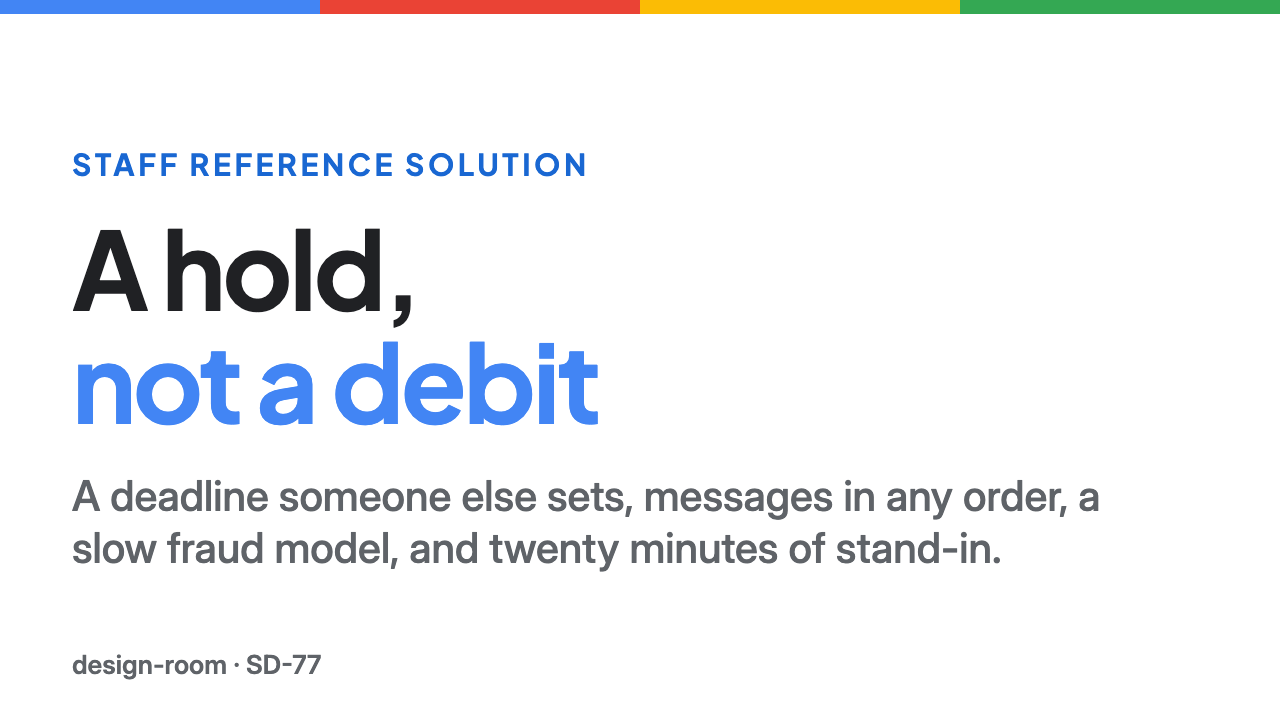 STAFF REFERENCE SOLUTION
A hold,
not a debit
A deadline someone else sets, messages in any order, a
slow fraud model, and twenty minutes of stand-in.
design-room · SD-77